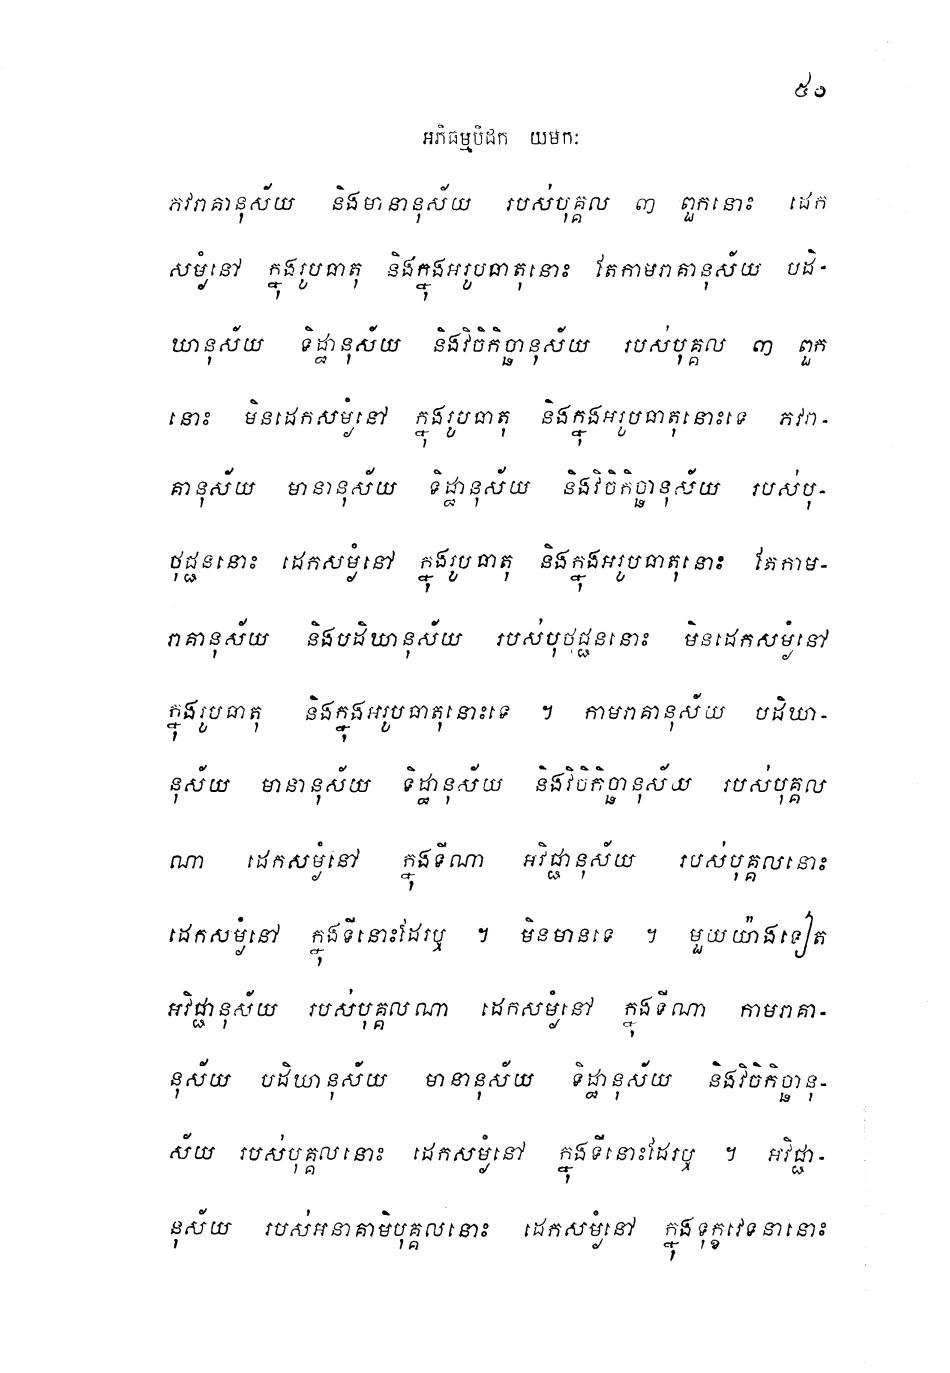 ៥០
អភិធម្មបិដក យមកៈ
ភវរាគានុស័យ និងមានានុស័យ របស់បុគ្គល ៣ ពួកនោះ ដេក
សម្ងំនៅ ក្នុងរូបធាតុ និងក្នុងអរូបធាតុនោះ តែកាមរាគានុស័យ បដិ-
ឃានុស័យ ទិដ្ឋានុស័យ និងវិចិកិច្ឆានុស័យ របស់បុគ្គល ៣ ពួក
នោះ មិនដេកសម្ងំនៅ ក្នុងរូបធាតុ និងក្នុងអរូបធាតុនោះទេ ភវរា-
គានុស័យ មានានុស័យ ទិដ្ឋានុស័យ និងវិចិកិច្ឆានុស័យ របស់បុ-
ថុជ្ជននោះ ដេកសម្ងំនៅ ក្នុងរូបធាតុ និងក្នុងអរូបធាតុនោះ តែកាម-
រាគានុស័យ និងបដិឃានុស័យ របស់បុថុជ្ជននោះ មិនដេកសម្ងំនៅ
ក្នុងរូបធាតុ និងក្នុងអរូបធាតុនោះទេ ។ កាមរាគានុស័យ បដិឃា-
នុស័យ មានានុស័យ ទិដ្ឋានុស័យ និងវិចិកិច្ឆានុស័យ របស់បុគ្គល
ណា ដេកសម្ងំនៅ ក្នុងទីណា អវិជ្ជានុស័យ របស់បុគ្គលនោះ
ដេកសម្ងំនៅ ក្នុងទីនោះដែរឬ ។ មិនមានទេ ។ មួយយ៉ាងទៀត
អវិជ្ជានុស័យ របស់បុគ្គលណា ដេកសម្ងំនៅ ក្នុងទីណា កាមរាគា-
នុស័យ បដិឃានុស័យ មានានុស័យ ទិដ្ឋានុស័យ និងវិចិកិច្ឆានុ-
ស័យ របស់បុគ្គលនោះ ដេកសម្ងំនៅ ក្នុងទីនោះដែរឬ ។ អវិជ្ជា-
នុស័យ របស់អនាគាមិបុគ្គលនោះ ដេកសម្ងំនៅ ក្នុងទុក្ខវេទនានោះ